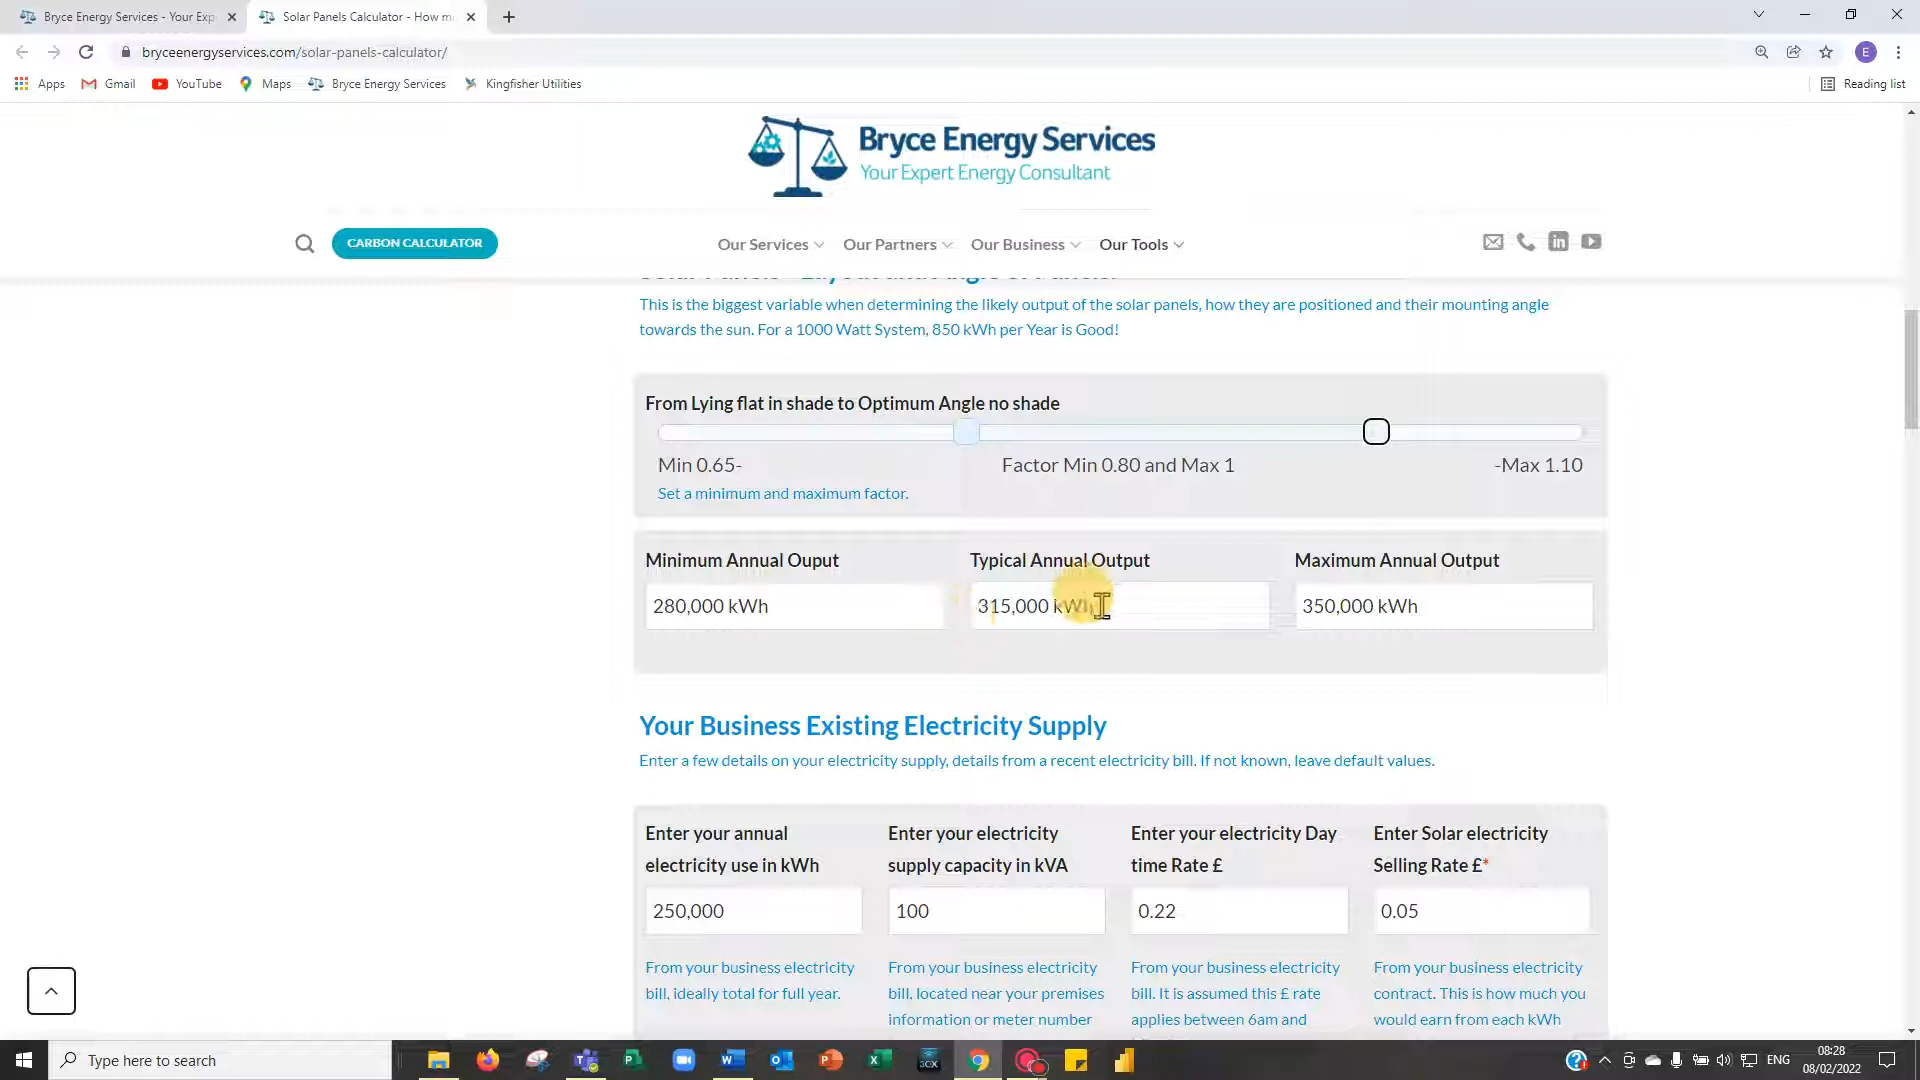 Bryce Energy Services - Your Exp
Solar Panels Calculator - How m
bryceenergyservices.com/solar-panels-calculator/
E
Apps
Gmail
YouTube
Maps
Bryce Energy Services
Kingfisher Utilities
Reading list
Bryce Energy Services
Your Expert Energy Consultant
CARBON CALCULATOR
Our Services
Our Partners
Our Business
Our Tools
This is the biggest variable when determining the likely output of the solar panels, how they are positioned and their mounting angle
towards the sun. For a 1000 Watt System, 850 kWh per Year is Good!
From Lying flat in shade to Optimum Angle no shade
Min 0.65-
Factor Min 0.80 and Max 1
-Max 1.10
Set a minimum and maximum factor.
Minimum Annual Ouput
Typical Annual Output
Maximum Annual Output
280,000 kWh
315,000 kWh
350,000 kWh
Your Business Existing Electricity Supply
Enter a few details on your electricity supply, details from a recent electricity bill. If not known, leave default values.
Enter your annual
electricity use in kWh
Enter your electricity
supply capacity in kVA
Enter your electricity Day
time Rate £
Enter Solar electricity
Selling Rate £*
250,000
100
0.22
0.05
From your business electricity
bill, ideally total for full year.
From your business electricity
bill, located near your premises
information or meter number
From your business electricity
bill. It is assumed this £ rate
applies between 6am and
From your business electricity
contract. This is how much you
would earn from each kWh
Type here to search
3CX
ENG
08:28
08/02/2022